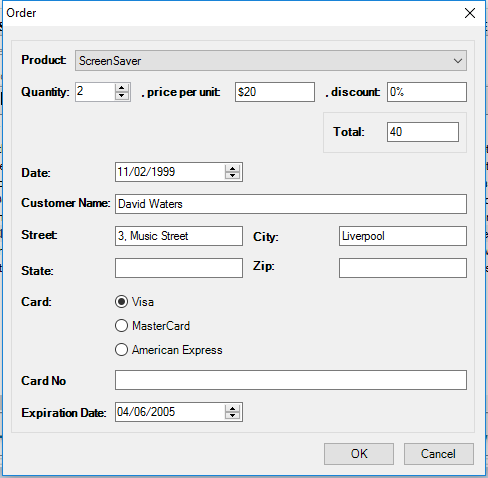 Order
Product: ScreenSaver
Quantity: 2 , price per unit: $20 , discount: 0%
Total: 40
Date: 11/02/1999
Customer Name: David Waters
Street: 3, Music Street City: Liverpool
State: Zip:
Card: Visa
MasterCard
American Express
Card No
Expiration Date: 04/06/2005
OK Cancel